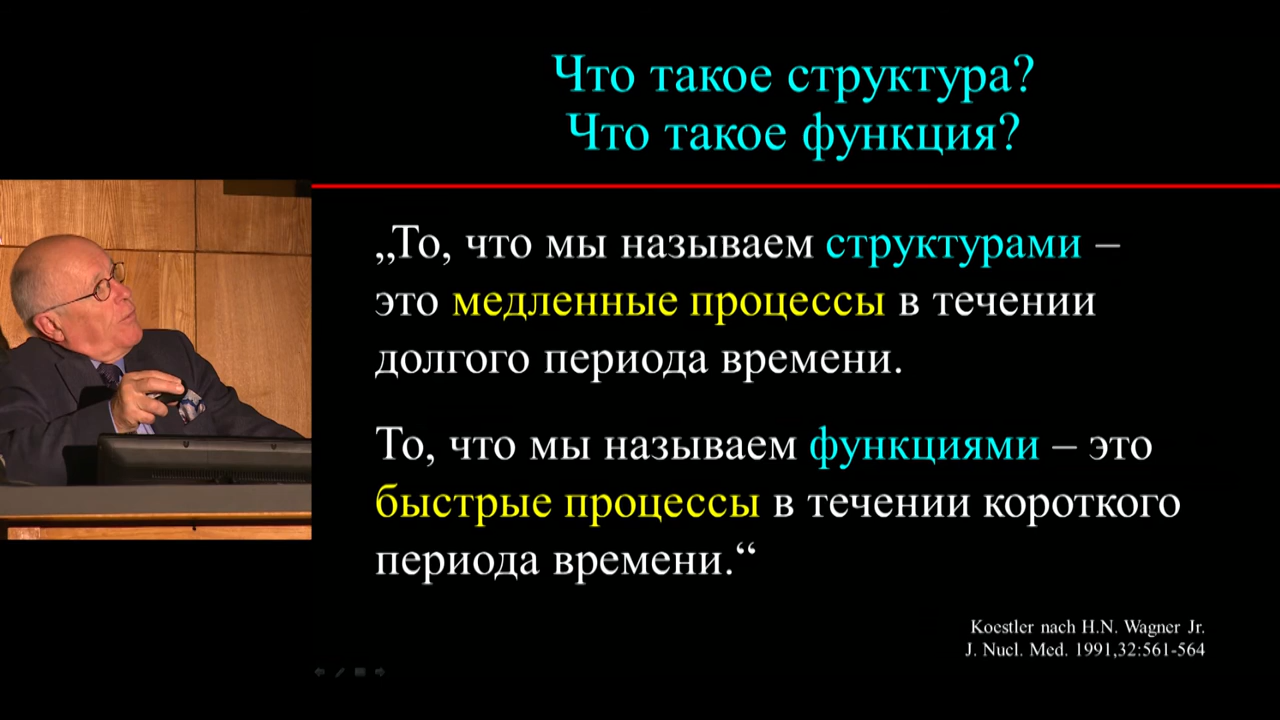 Что такое структура?
Что такое функция?
„То, что мы называем структурами –
это медленные процессы в течении
долгого периода времени.
То, что мы называем функциями – это
быстрые процессы в течении короткого
периода времени.“
Koestler nach H.N. Wagner Jr.
J. Nucl. Med. 1991,32:561-564